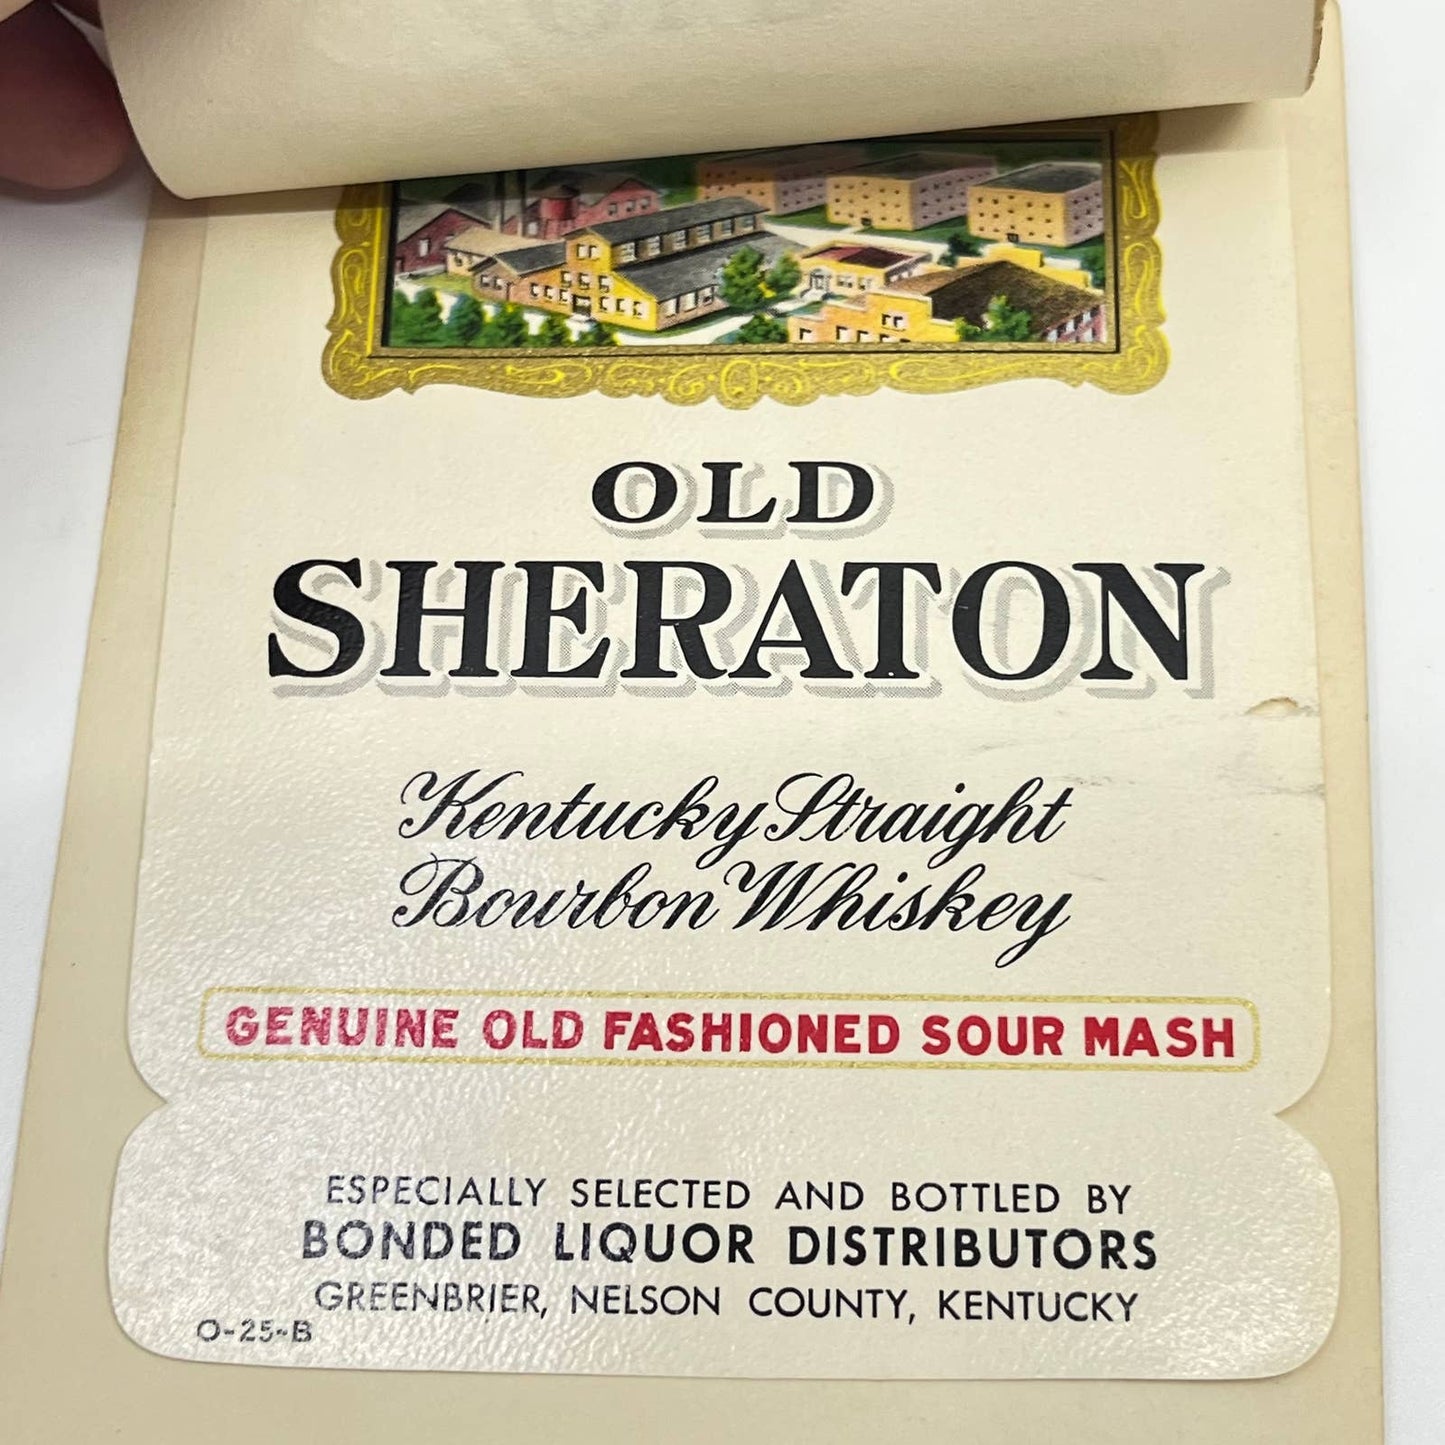 OLD
SHERATON
Kentucky Straight
Bourbon Whiskey
GENUINE OLD FASHIONED SOUR MASH
ESPECIALLY SELECTED AND BOTTLED BY
BONDED LIQUOR DISTRIBUTORS
GREENBRIER, NELSON COUNTY, KENTUCKY
O-25-B